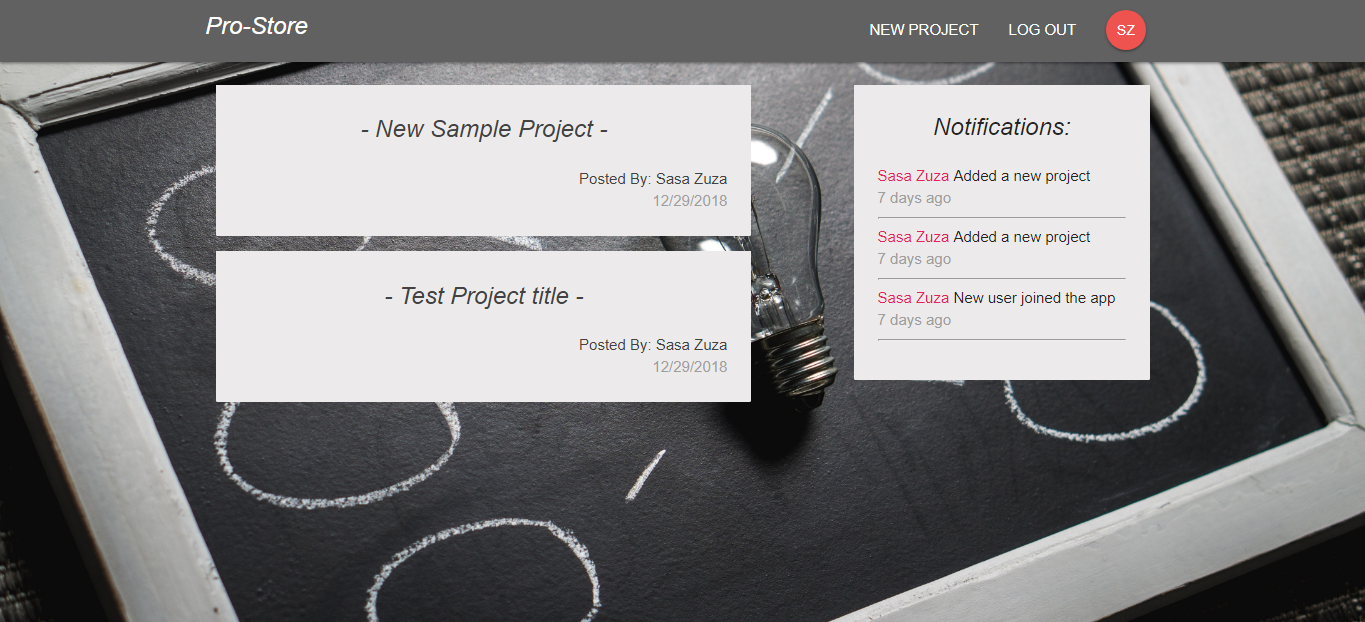 Pro-Store
NEW PROJECT
LOG OUT
SZ
- New Sample Project -
Posted By: Sasa Zuza
12/29/2018
- Test Project title -
Posted By: Sasa Zuza
12/29/2018
Notifications:
Sasa Zuza Added a new project
7 days ago
Sasa Zuza Added a new project
7 days ago
Sasa Zuza New user joined the app
7 days ago